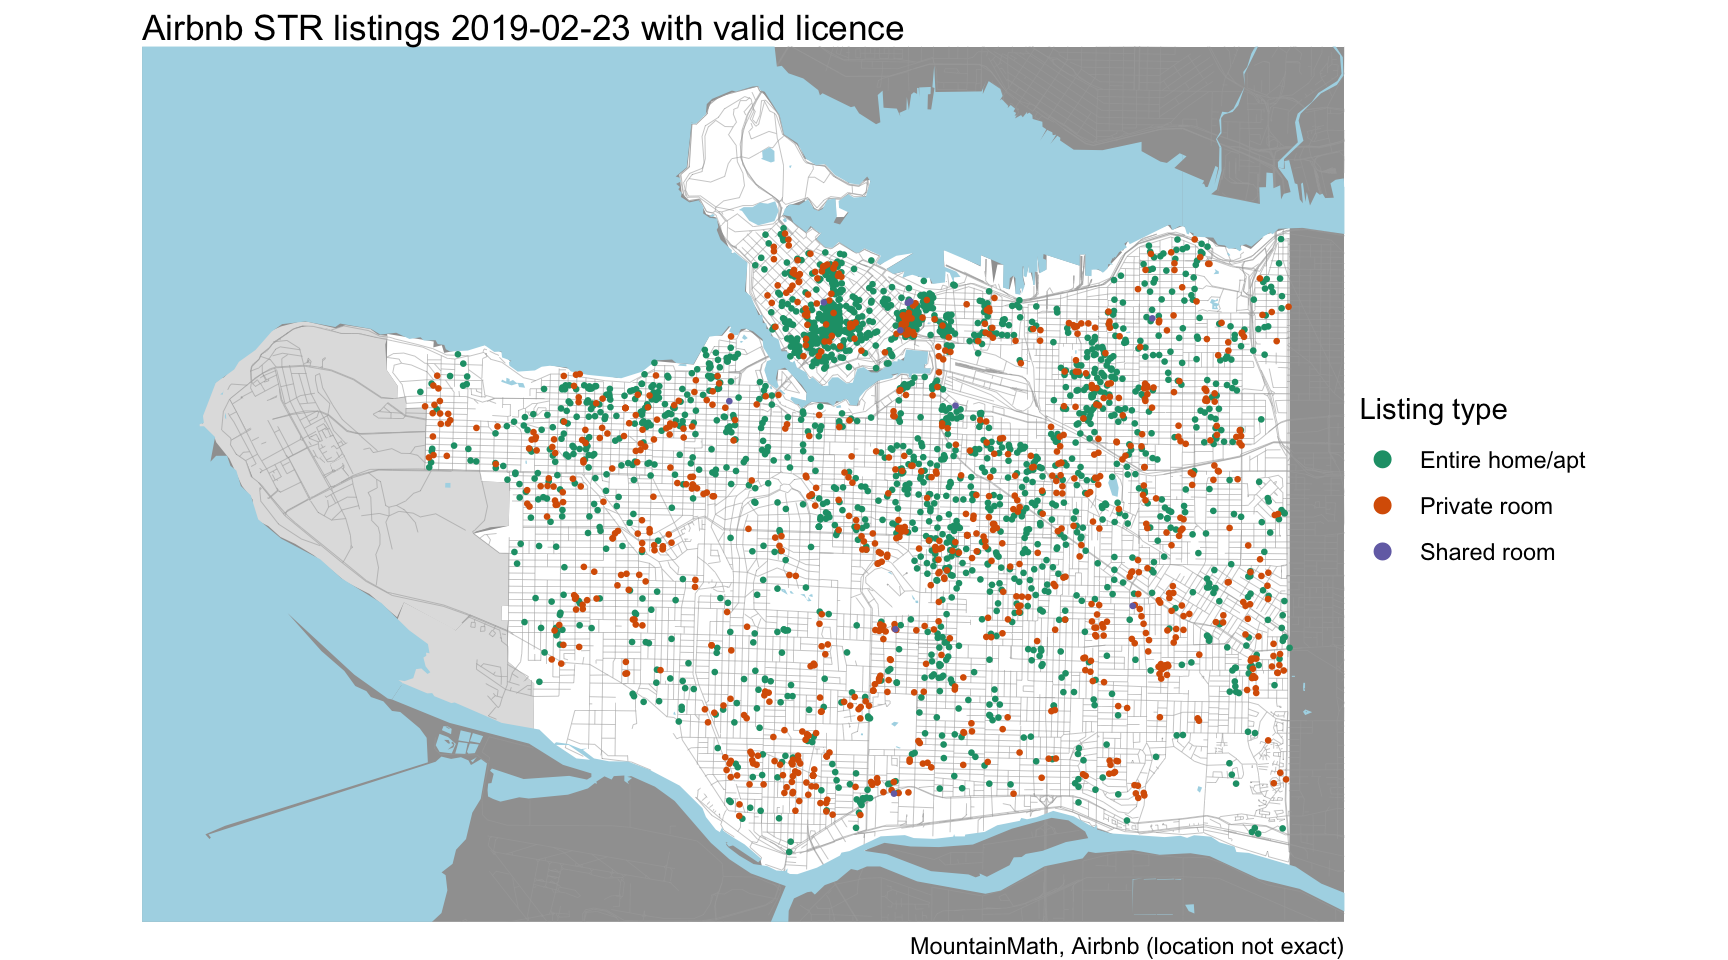 Airbnb STR listings 2019-02-23 with valid licence
Listing type
Entire home/apt
Private room
Shared room
MountainMath, Airbnb (location not exact)